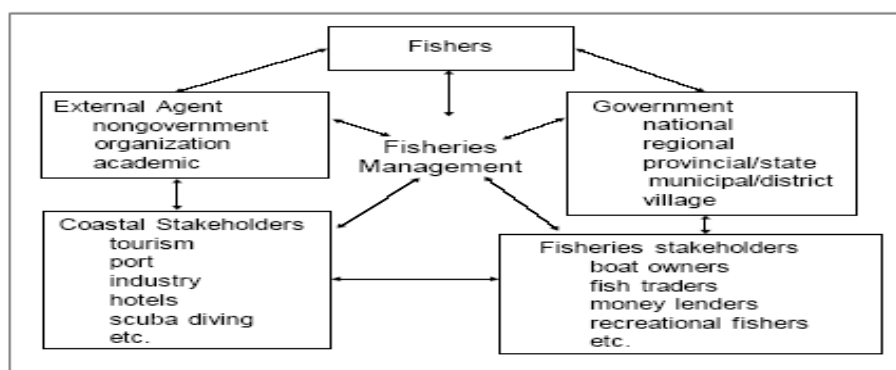 Fishers
External Agent
nongovernment
organization
academic
Fisheries
Management
Government
national
regional
provincial/state
municipal/district
village
Coastal Stakeholders
tourism
port
industry
hotels
scuba diving
etc.
Fisheries stakeholders
boat owners
fish traders
money lenders
recreational fishers
etc.